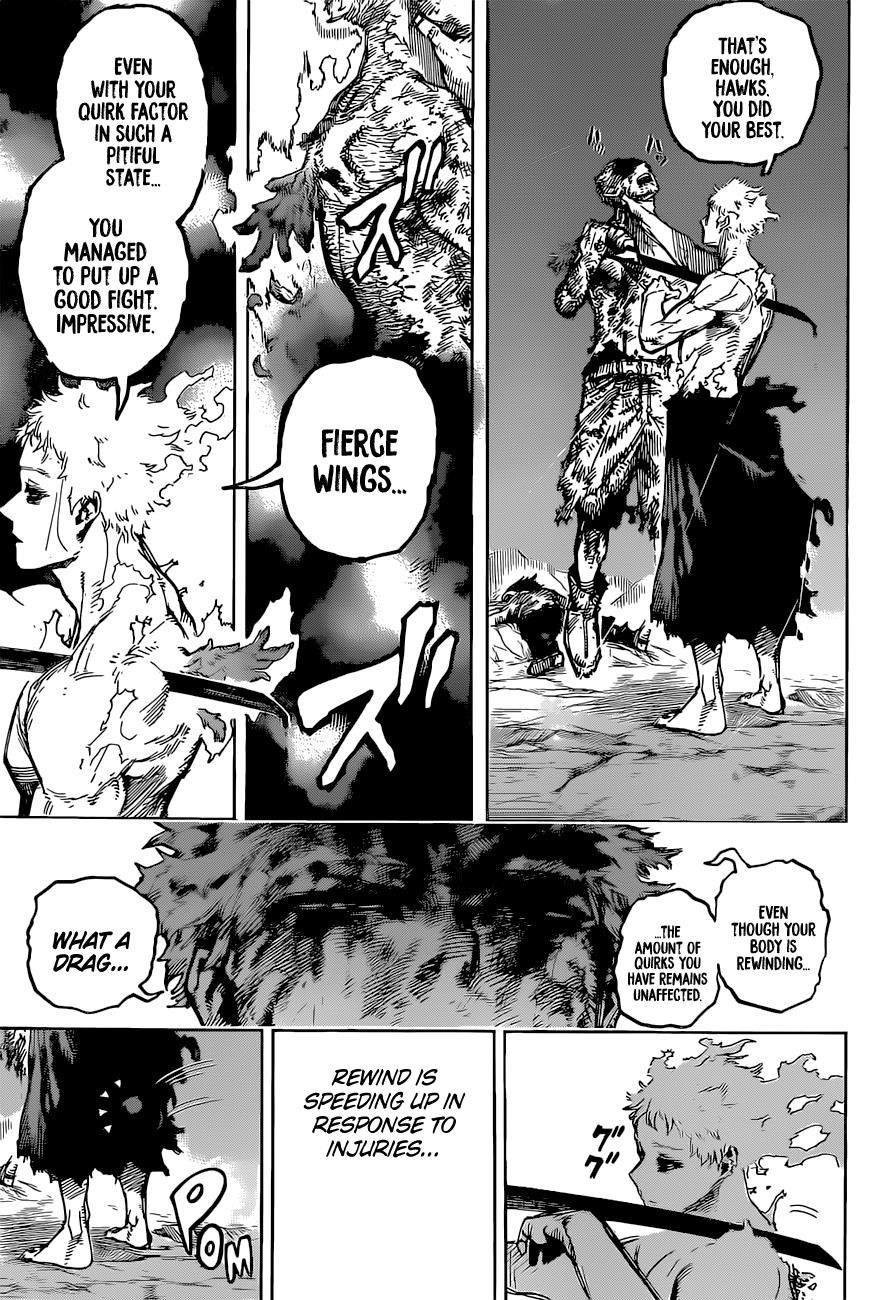 THAT'S
ENOUGH,
HAWKS.
YOU DID
YOUR BEST.
ズ
FIERCE
WINGS...
ズ
EVEN
WITH YOUR
QUIRK FACTOR
IN SUCH A
PITIFUL
STATE...
YOU
MANAGED
TO PUT UP A
GOOD FIGHT.
IMPRESSIVE.
EVEN
THOUGH YOUR
BODY IS
REWINDING...
...THE
AMOUNT OF
QUIRKS YOU
HAVE REMAINS
UNAFFECTED.
WHAT A
DRAG...
グ
グ
REWIND IS
SPEEDING UP IN
RESPONSE TO
INJURIES...
POM